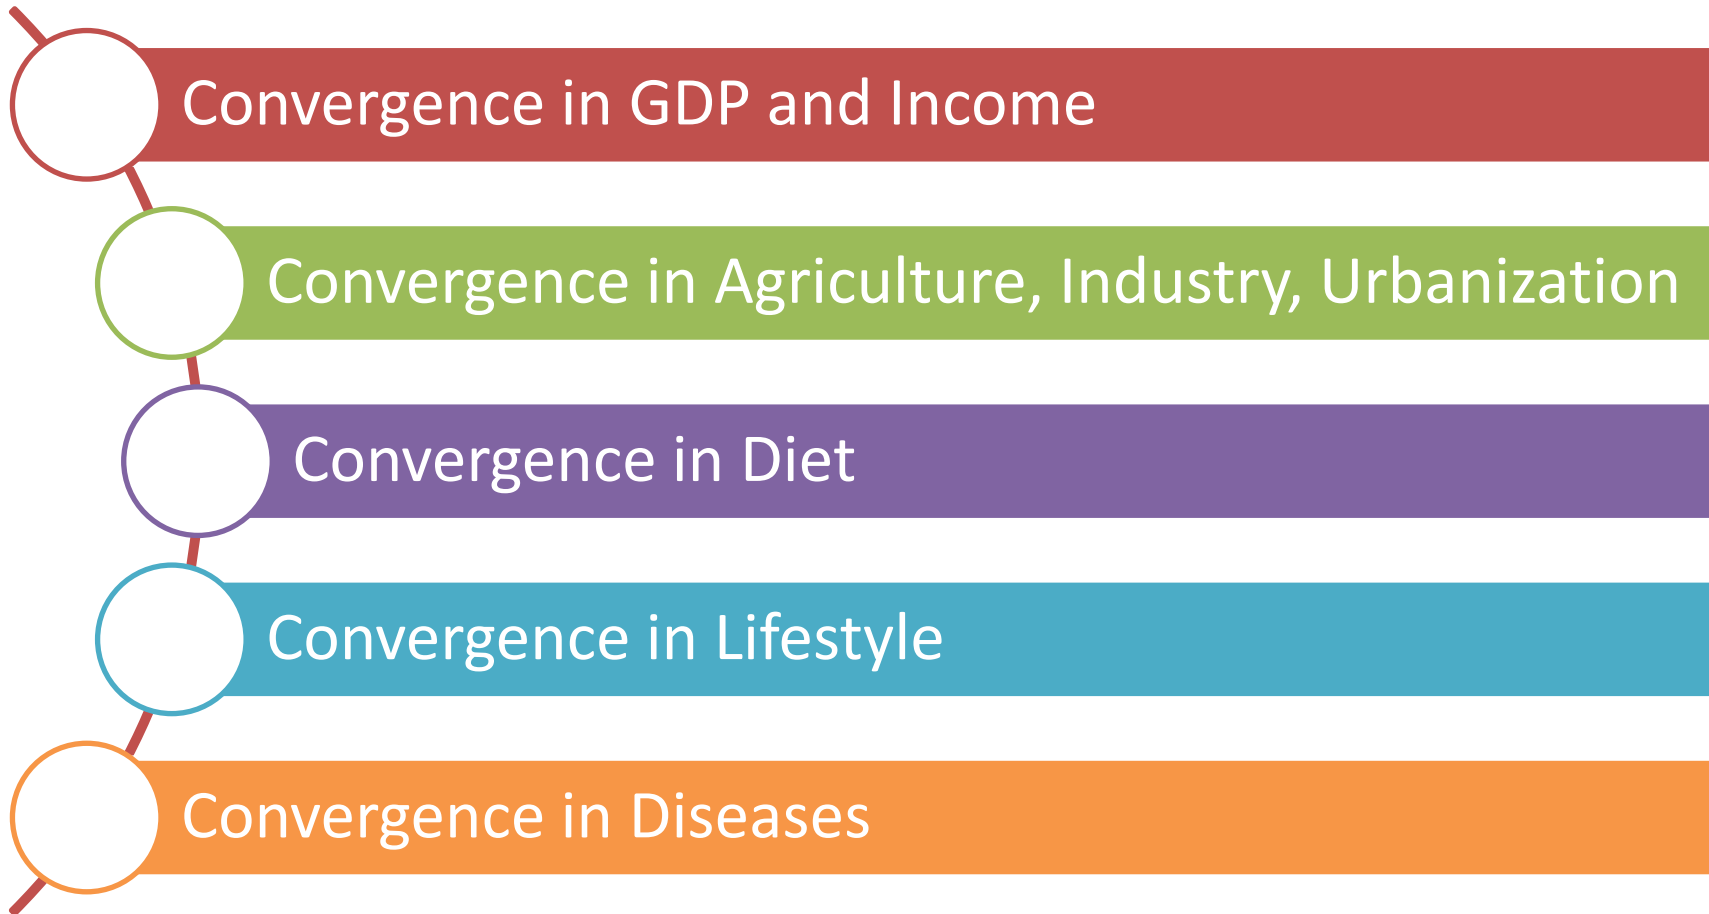 Convergence in GDP and Income
Convergence in Agriculture, Industry, Urbanization
Convergence in Diet
Convergence in Lifestyle
Convergence in Diseases